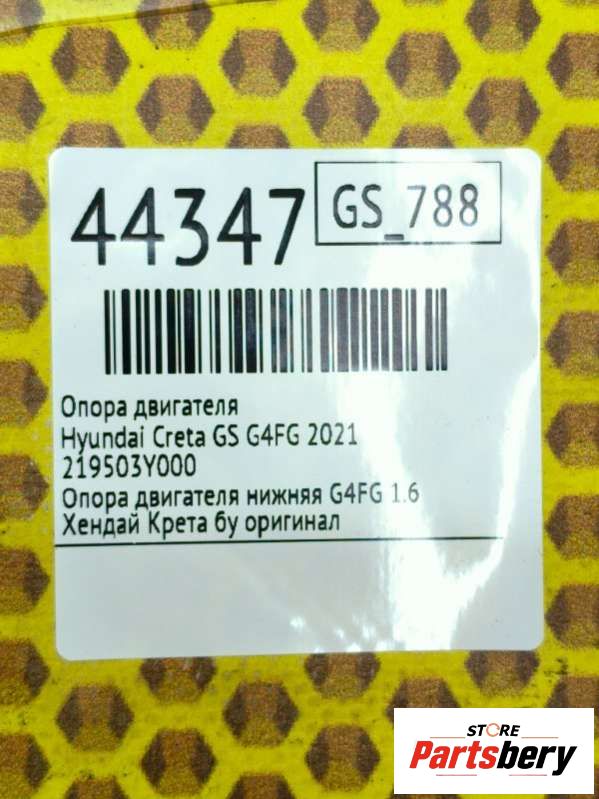 44347
GS_788
Опора двигателя
Hyundai Creta GS G4FG 2021
219503Y000
Опора двигателя нижняя G4FG 1.6
Хендай Крета бу оригинал
STORE
Partsbery